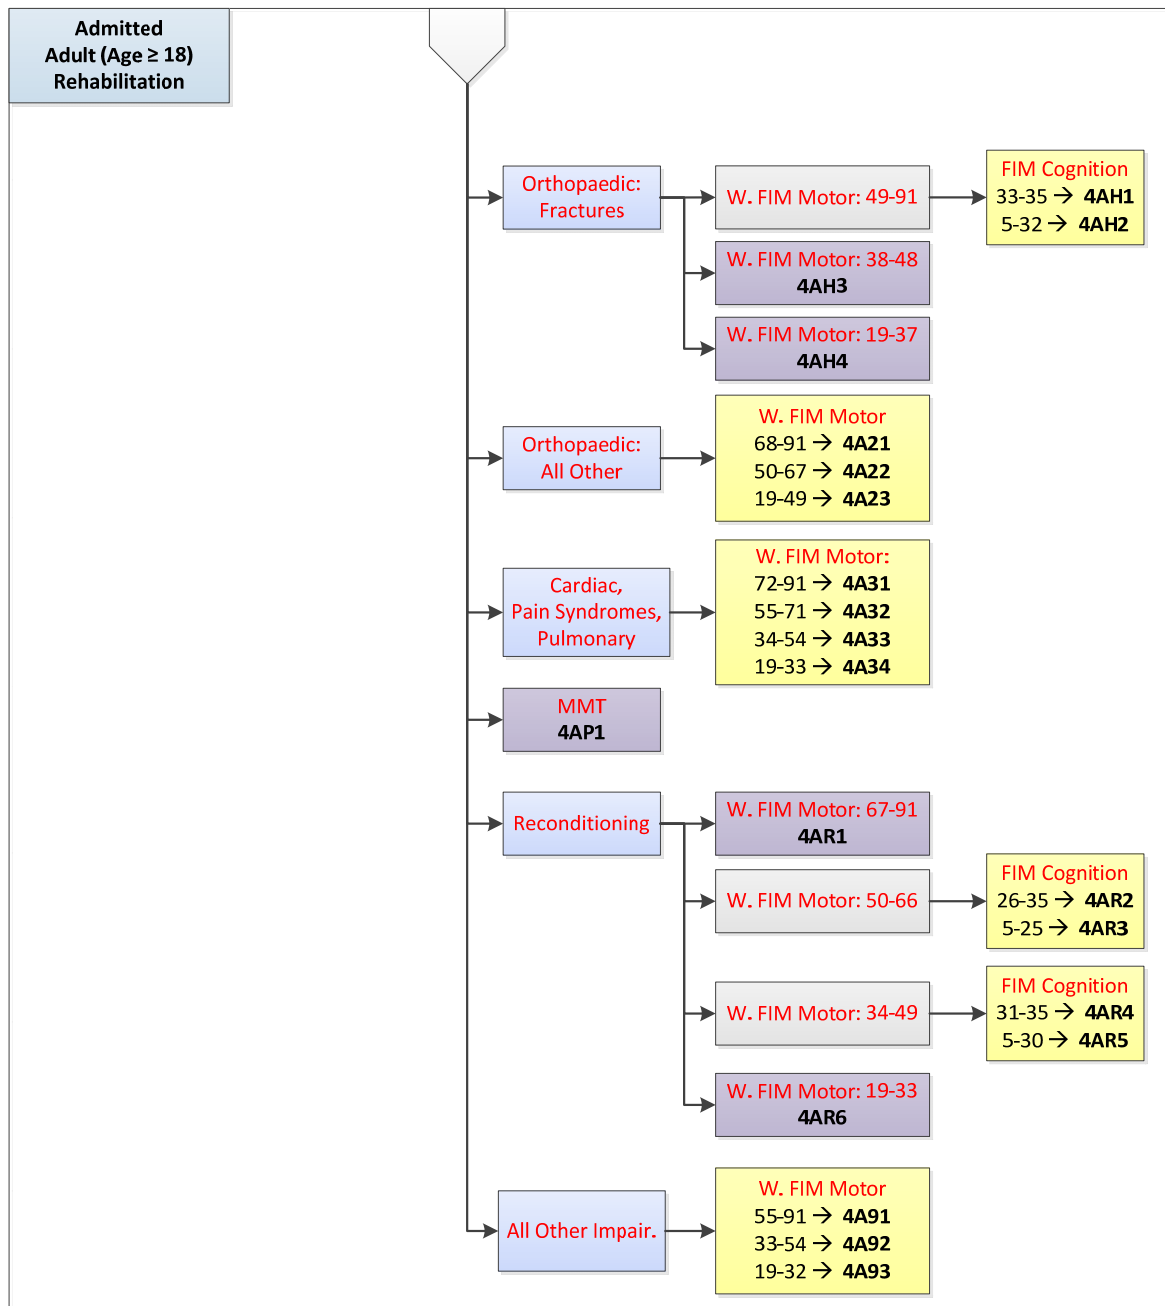 Admitted
Adult (Age ≥ 18)
Rehabilitation
Orthopaedic:
Fractures
W. FIM Motor: 49-91
FIM Cognition
33-35 → 4AH1
5-32 → 4AH2
W. FIM Motor: 38-48
4AH3
W. FIM Motor: 19-37
4AH4
Orthopaedic:
All Other
W. FIM Motor
68-91 → 4A21
50-67 → 4A22
19-49 → 4A23
Cardiac,
Pain Syndromes,
Pulmonary
W. FIM Motor:
72-91 → 4A31
55-71 → 4A32
34-54 → 4A33
19-33 → 4A34
MMT
4AP1
Reconditioning
W. FIM Motor: 67-91
4AR1
W. FIM Motor: 50-66
FIM Cognition
26-35 → 4AR2
5-25 → 4AR3
W. FIM Motor: 34-49
FIM Cognition
31-35 → 4AR4
5-30 → 4AR5
W. FIM Motor: 19-33
4AR6
All Other Impair.
W. FIM Motor
55-91 → 4A91
33-54 → 4A92
19-32 → 4A93